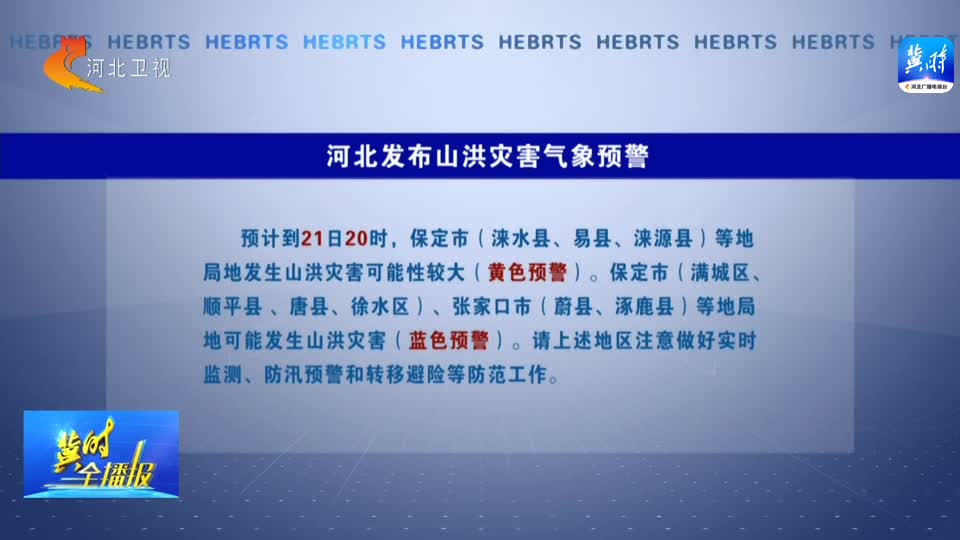 HEBRTS HEBRTS HEBRTS HEBRTS HEBRTS HEBRTS HEBRTS HEBRTS HEBRTS HEBRTS
河北卫视
冀时
河北广播电视台
河北发布山洪灾害气象预警
预计到21日20时，保定市（涞水县、易县、涞源县）等地
局地发生山洪灾害可能性较大（黄色预警）。保定市（满城区、
顺平县、唐县、徐水区）、张家口市（蔚县、涿鹿县）等地局
地可能发生山洪灾害（蓝色预警）。请上述地区注意做好实时
监测、防汛预警和转移避险等防范工作。
冀时
全播报